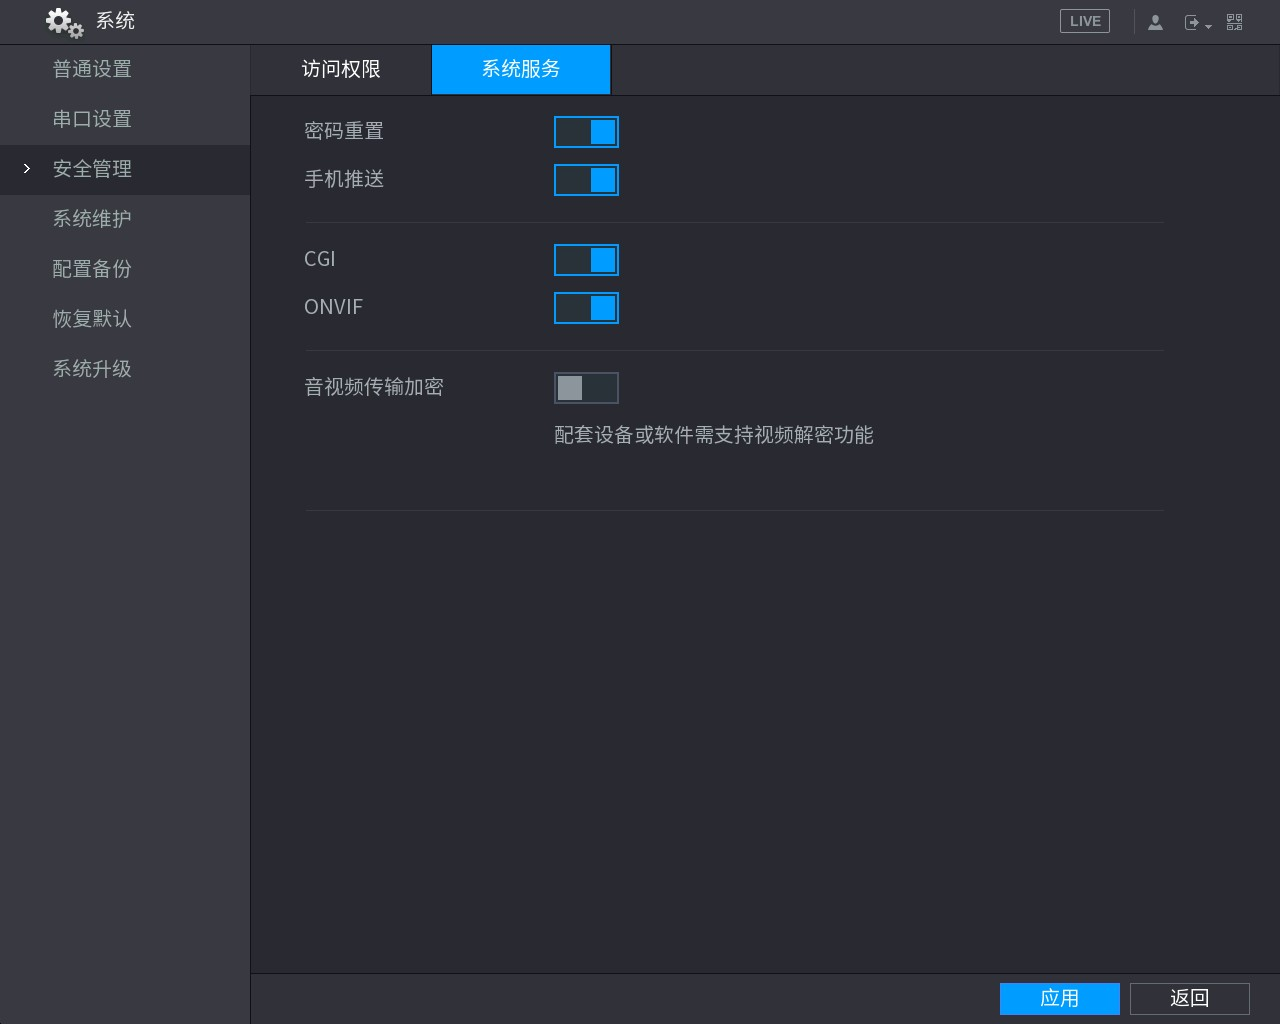 系统
LIVE
普通设置
串口设置
安全管理
系统维护
配置备份
恢复默认
系统升级
访问权限
系统服务
密码重置
手机推送
CGI
ONVIF
音视频传输加密
配套设备或软件需支持视频解密功能
应用
返回